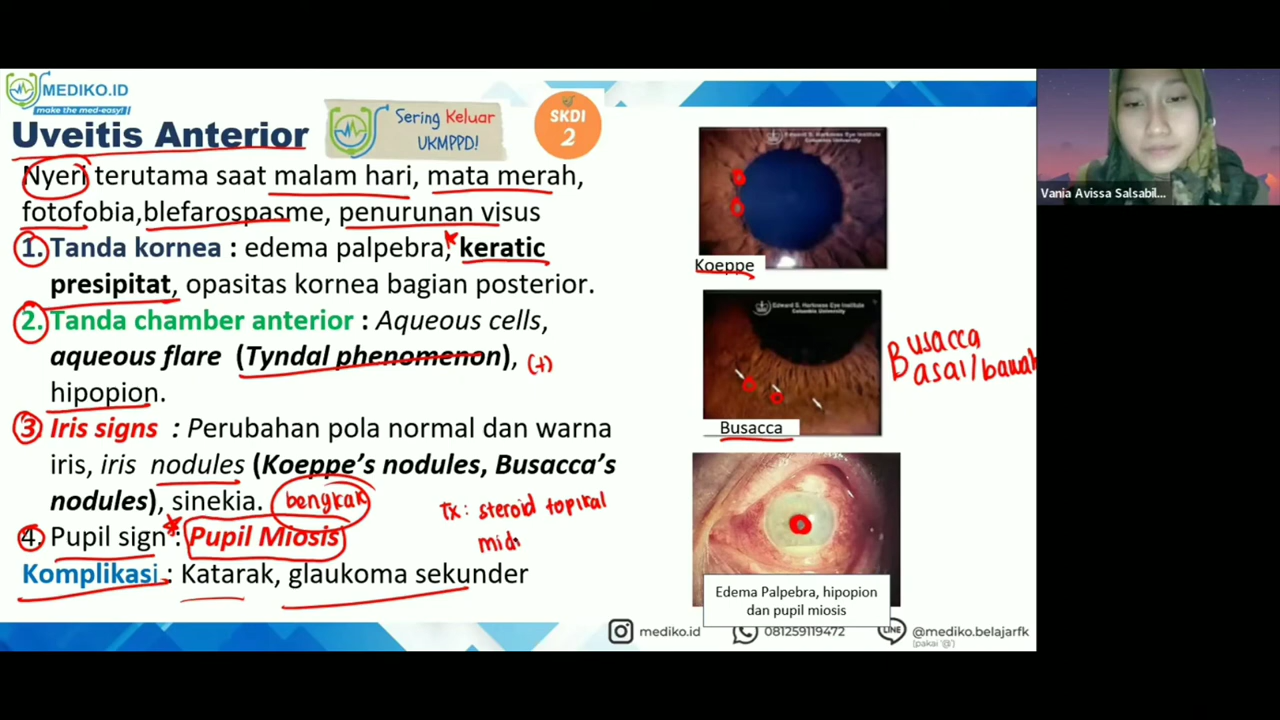 MEDIKO.ID
make the med-easy!
Uveitis Anterior
Sering Keluar
UKMPPD!
SKDI
2
Nyeri terutama saat malam hari, mata merah,
fotofobia,blefarospasme, penurunan visus
1. Tanda kornea : edema palpebra, keratic
presipitat, opasitas kornea bagian posterior.
2. Tanda chamber anterior : Aqueous cells,
aqueous flare (Tyndal phenomenon), (+)
hipopion.
3 Iris signs : Perubahan pola normal dan warna
iris, iris nodules (Koeppe's nodules, Busacca's
nodules), sinekia. bengkak
4. Pupil sign : Pupil Miosis
Komplikasi : Katarak, glaukoma sekunder
Tx: steroid topikal
mid
Edward S. Harkness Eye Institute
Columbia University
Koeppe
Edward S. Harkness Eye Institute
Columbia University
Busacca
Busacca
asal/bawah
Edema Palpebra, hipopion
dan pupil miosis
mediko.id
081259119472
LINE
@mediko.belajarfk
(pakai '@')
Vania Avissa Salsabil...